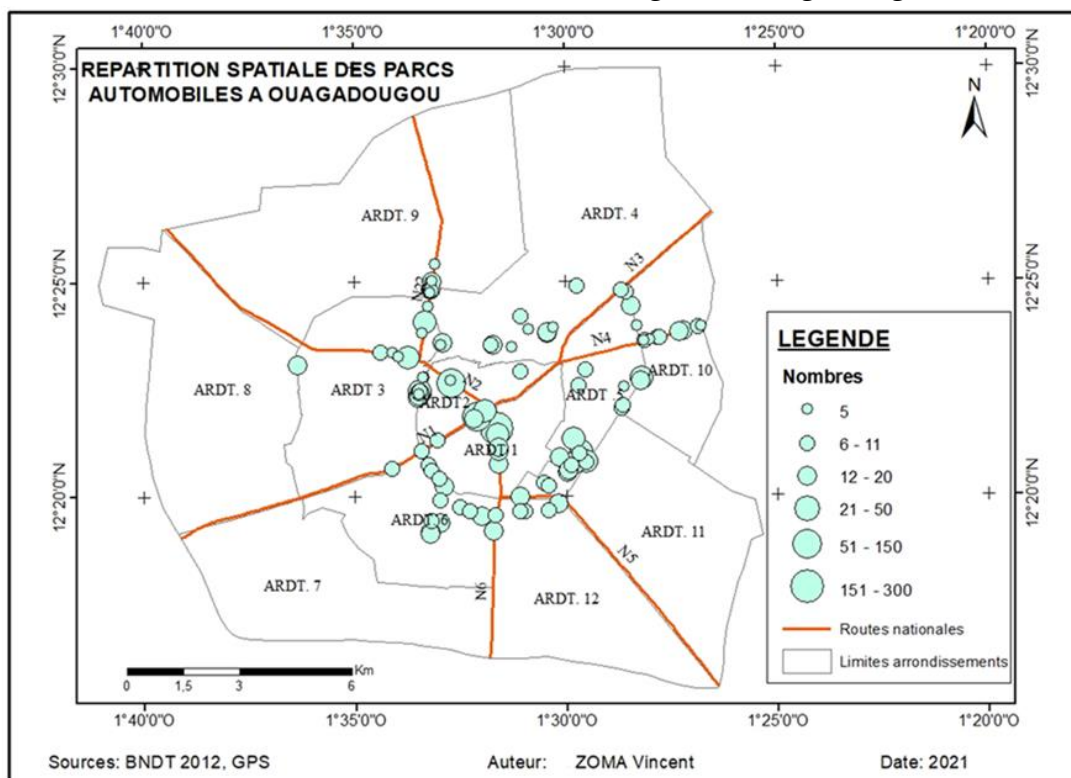 1°40'0"O 1°35'0"O 1°30'0"O 1°25'0"O 1°20'0"O
12°30'0"N 12°30'0"N
REPARTITION SPATIALE DES PARCS
AUTOMOBILES A OUAGADOUGOU
N
ARDT. 9
ARDT. 4
N3
12°25'0"N 12°25'0"N
N4
ARDT. 8
ARDT 3
N2
ARDT2
ARDT .5
ARDT. 10
N1
ARDT 1
12°20'0"N 12°20'0"N
ARDT 6
ARDT. 11
ARDT. 7
N6
ARDT. 12
N5
LEGENDE
Nombres
5
6 - 11
12 - 20
21 - 50
51 - 150
151 - 300
Routes nationales
Limites arrondissements
Km
0 1,5 3 6
1°40'0"O 1°35'0"O 1°30'0"O 1°25'0"O 1°20'0"O
Sources: BNDT 2012, GPS Auteur: ZOMA Vincent Date: 2021